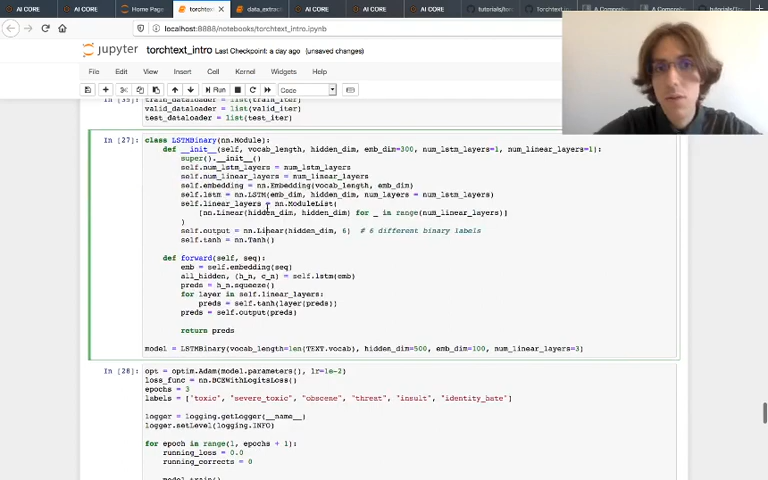 AI CORE
Home Page
torchtext_i
data_extract
AI CORE
AI CORE
AI CORE
AI CORE
tutorials/
Torchtext
A Comprehe
A Comprehe
tutorials/T
localhost:8888/notebooks/torchtext_intro.ipynb
jupyter torchtext_intro Last Checkpoint: a day ago (unsaved changes)
File Edit View Insert Cell Kernel Widgets Help
Run Code
In [39]: train_dataloader = list(train_iter)
valid_dataloader = list(valid_iter)
test_dataloader = list(test_iter)
In [27]: class LSTMBinary(nn.Module):
def __init__(self, vocab_length, hidden_dim, emb_dim=300, num_lstm_layers=1, num_linear_layers=1):
super().__init__()
self.num_lstm_layers = num_lstm_layers
self.num_linear_layers = num_linear_layers
self.embedding = nn.Embedding(vocab_length, emb_dim)
self.lstm = nn.LSTM(emb_dim, hidden_dim, num_layers = num_lstm_layers)
self.linear_layers = nn.ModuleList(
[nn.Linear(hidden_dim, hidden_dim) for _ in range(num_linear_layers)]
)
self.output = nn.Linear(hidden_dim, 6) # 6 different binary labels
self.tanh = nn.Tanh()
def forward(self, seq):
emb = self.embedding(seq)
all_hidden, (h_n, c_n) = self.lstm(emb)
preds = h_n.squeeze()
for layer in self.linear_layers:
preds = self.tanh(layer(preds))
preds = self.output(preds)
return preds
model = LSTMBinary(vocab_length=len(TEXT.vocab), hidden_dim=500, emb_dim=100, num_linear_layers=3)
In [28]: opt = optim.Adam(model.parameters(), lr=1e-2)
loss_func = nn.BCEWithLogitsLoss()
epochs = 3
labels = ['toxic', "severe_toxic", "obscene", "threat", "insult", "identity_hate"]
logger = logging.getLogger(__name__)
logger.setLevel(logging.INFO)
for epoch in range(1, epochs + 1):
running_loss = 0.0
running_corrects = 0
model.train()